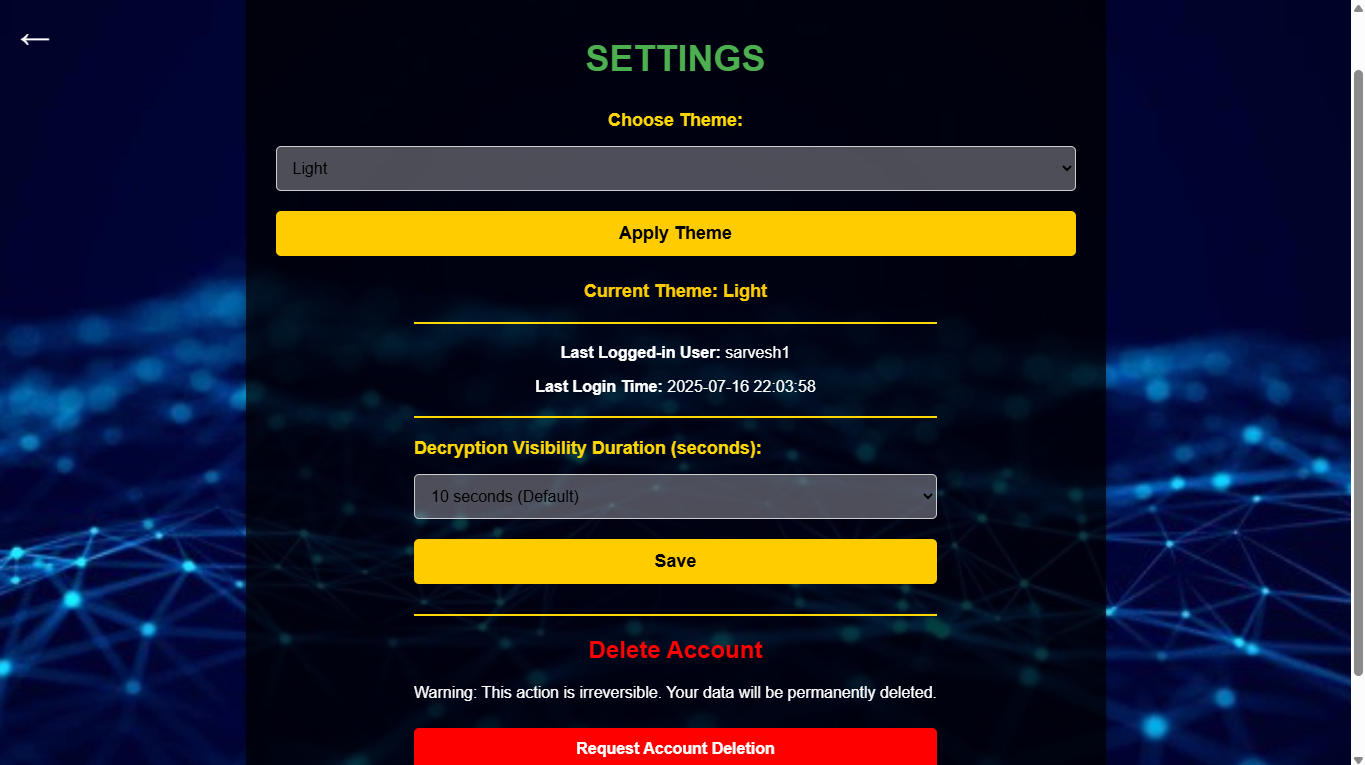 ←
SETTINGS
Choose Theme:
Light
Apply Theme
Current Theme: Light
Last Logged-in User: sarvesh1
Last Login Time: 2025-07-16 22:03:58
Decryption Visibility Duration (seconds):
10 seconds (Default)
Save
Delete Account
Warning: This action is irreversible. Your data will be permanently deleted.
Request Account Deletion